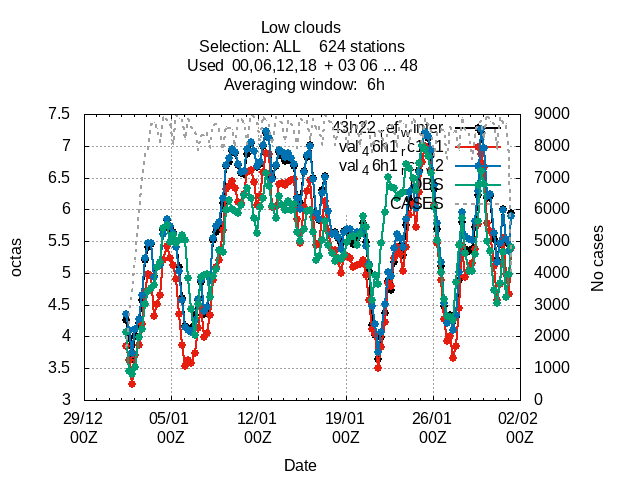 Low clouds
Selection: ALL 624 stations
Used 00,06,12,18 + 03 06 ... 48
Averaging window: 6h
octas
No cases
7.5
7
6.5
6
5.5
5
4.5
4
3.5
3
9000
8000
7000
6000
5000
4000
3000
2000
1000
0
OBS
CASES
29/12 05/01 12/01 19/01 26/01 02/02
00Z 00Z 00Z 00Z 00Z 00Z
Date